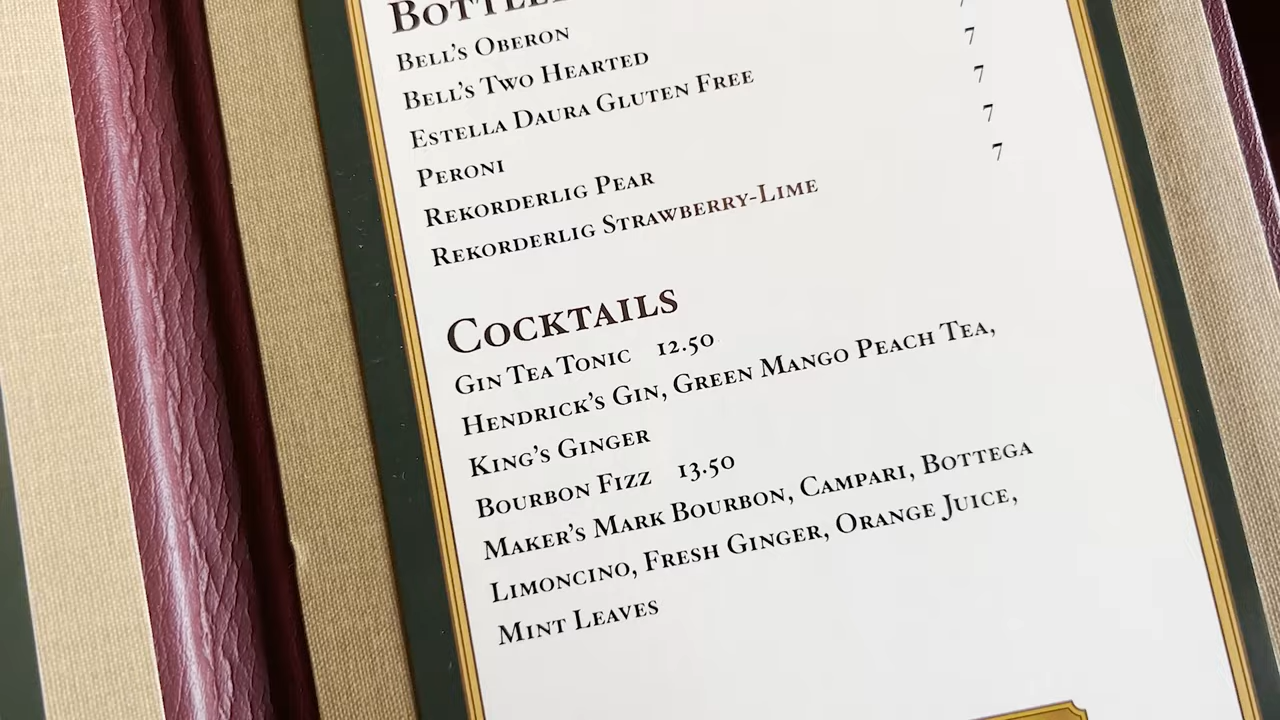 BELL'S OBERON
BELL'S TWO HEARTED 7
ESTELLA DAURA GLUTEN FREE 7
PERONI 7
REKORDERLIG PEAR 7
REKORDERLIG STRAWBERRY-LIME 7
COCKTAILS
GIN TEA TONIC 12.50
HENDRICK'S GIN, GREEN MANGO PEACH TEA,
KING'S GINGER
BOURBON FIZZ 13.50
MAKER'S MARK BOURBON, CAMPARI, BOTTEGA
LIMONCINO, FRESH GINGER, ORANGE JUICE,
MINT LEAVES